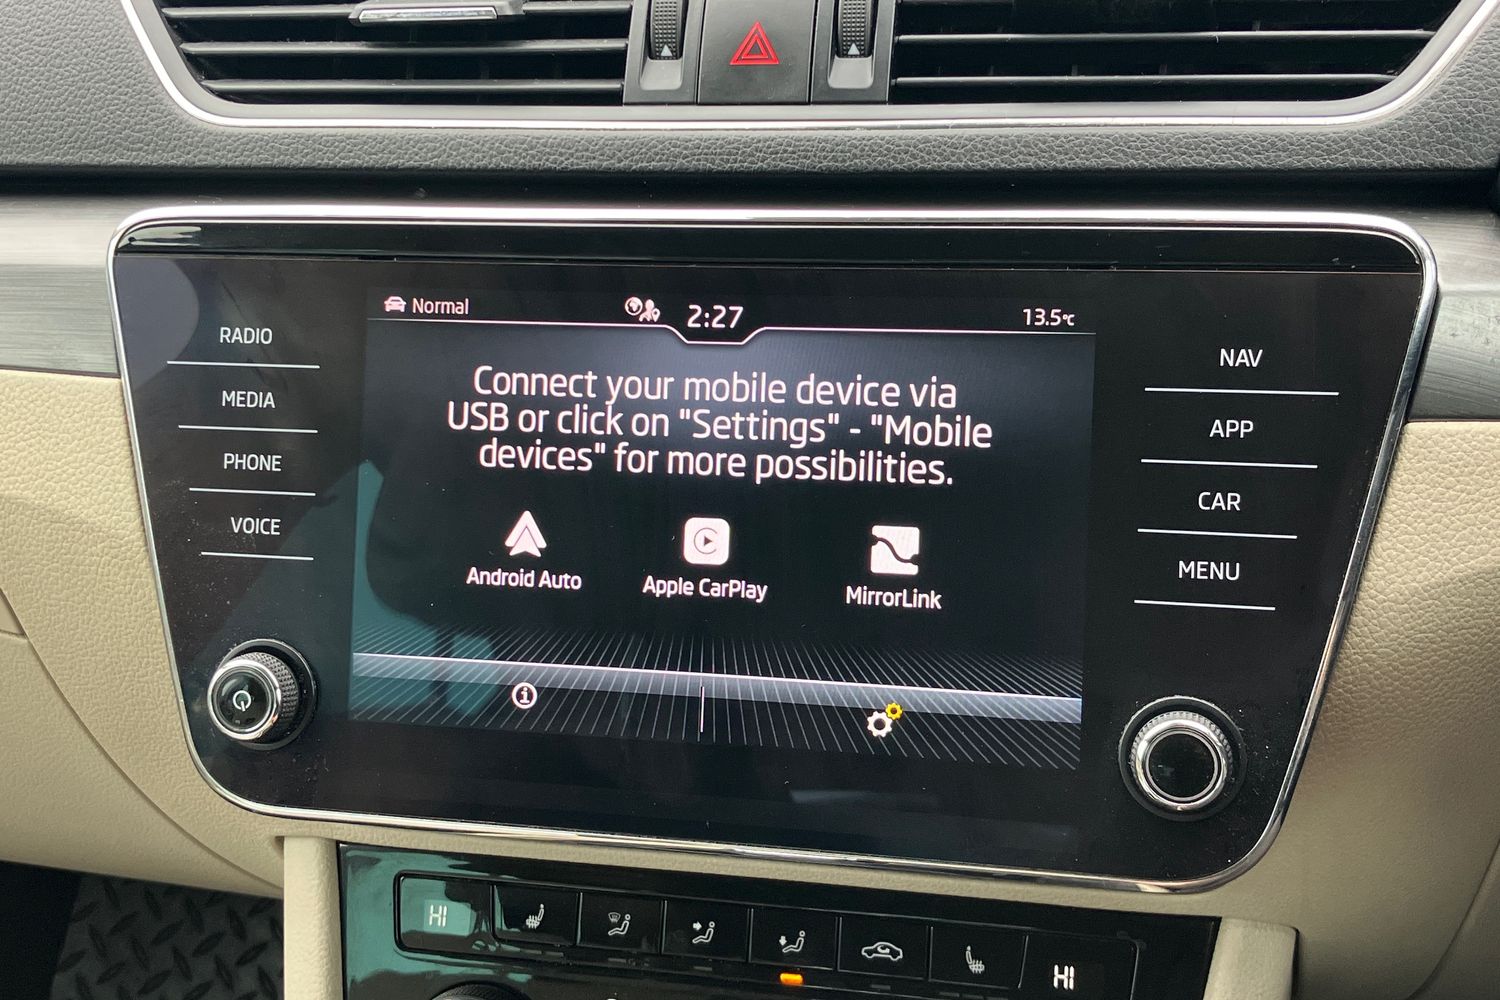 Normal
2:27
13.5°C
RADIO
MEDIA
PHONE
VOICE
Connect your mobile device via
USB or click on "Settings" - "Mobile
devices" for more possibilities.
Android Auto
Apple CarPlay
MirrorLink
NAV
APP
CAR
MENU
HI
HI